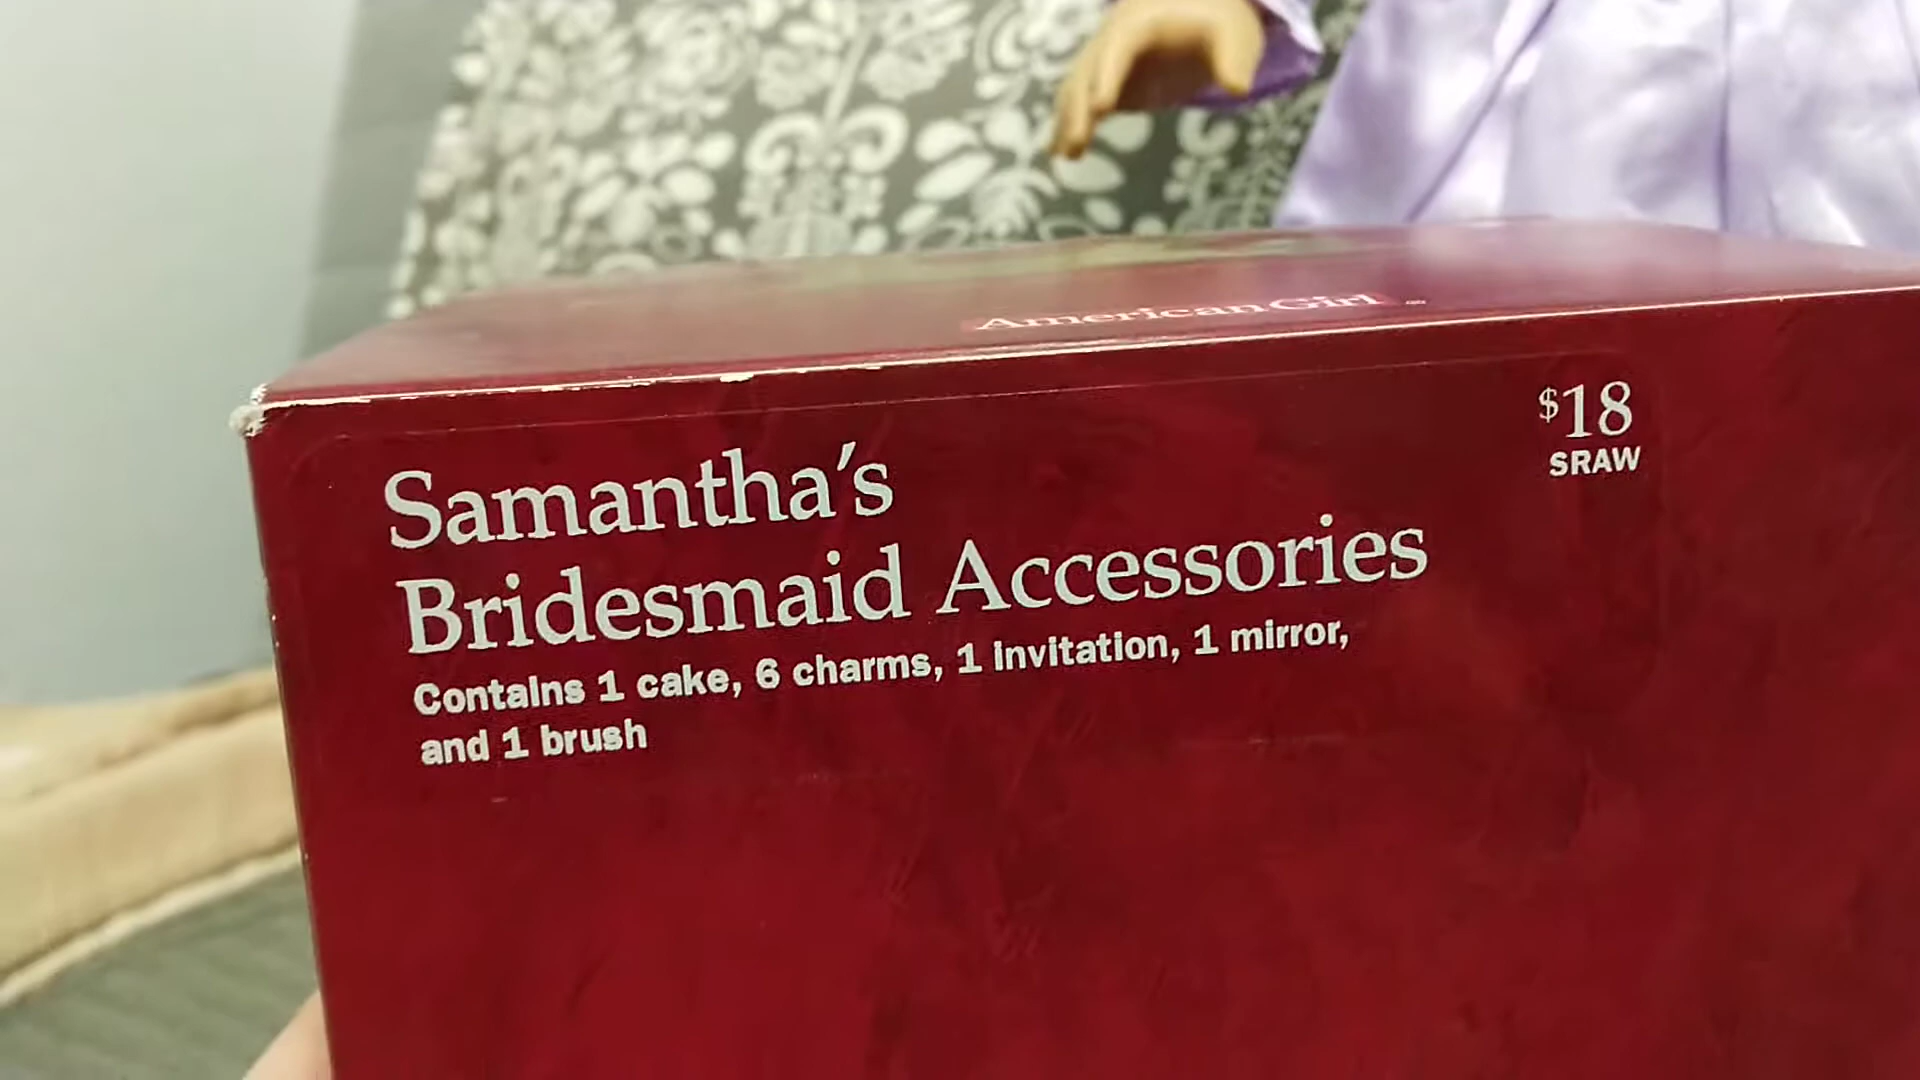 American Girl®
$18
SRAW
Samantha's
Bridesmaid Accessories
Contains 1 cake, 6 charms, 1 invitation, 1 mirror,
and 1 brush